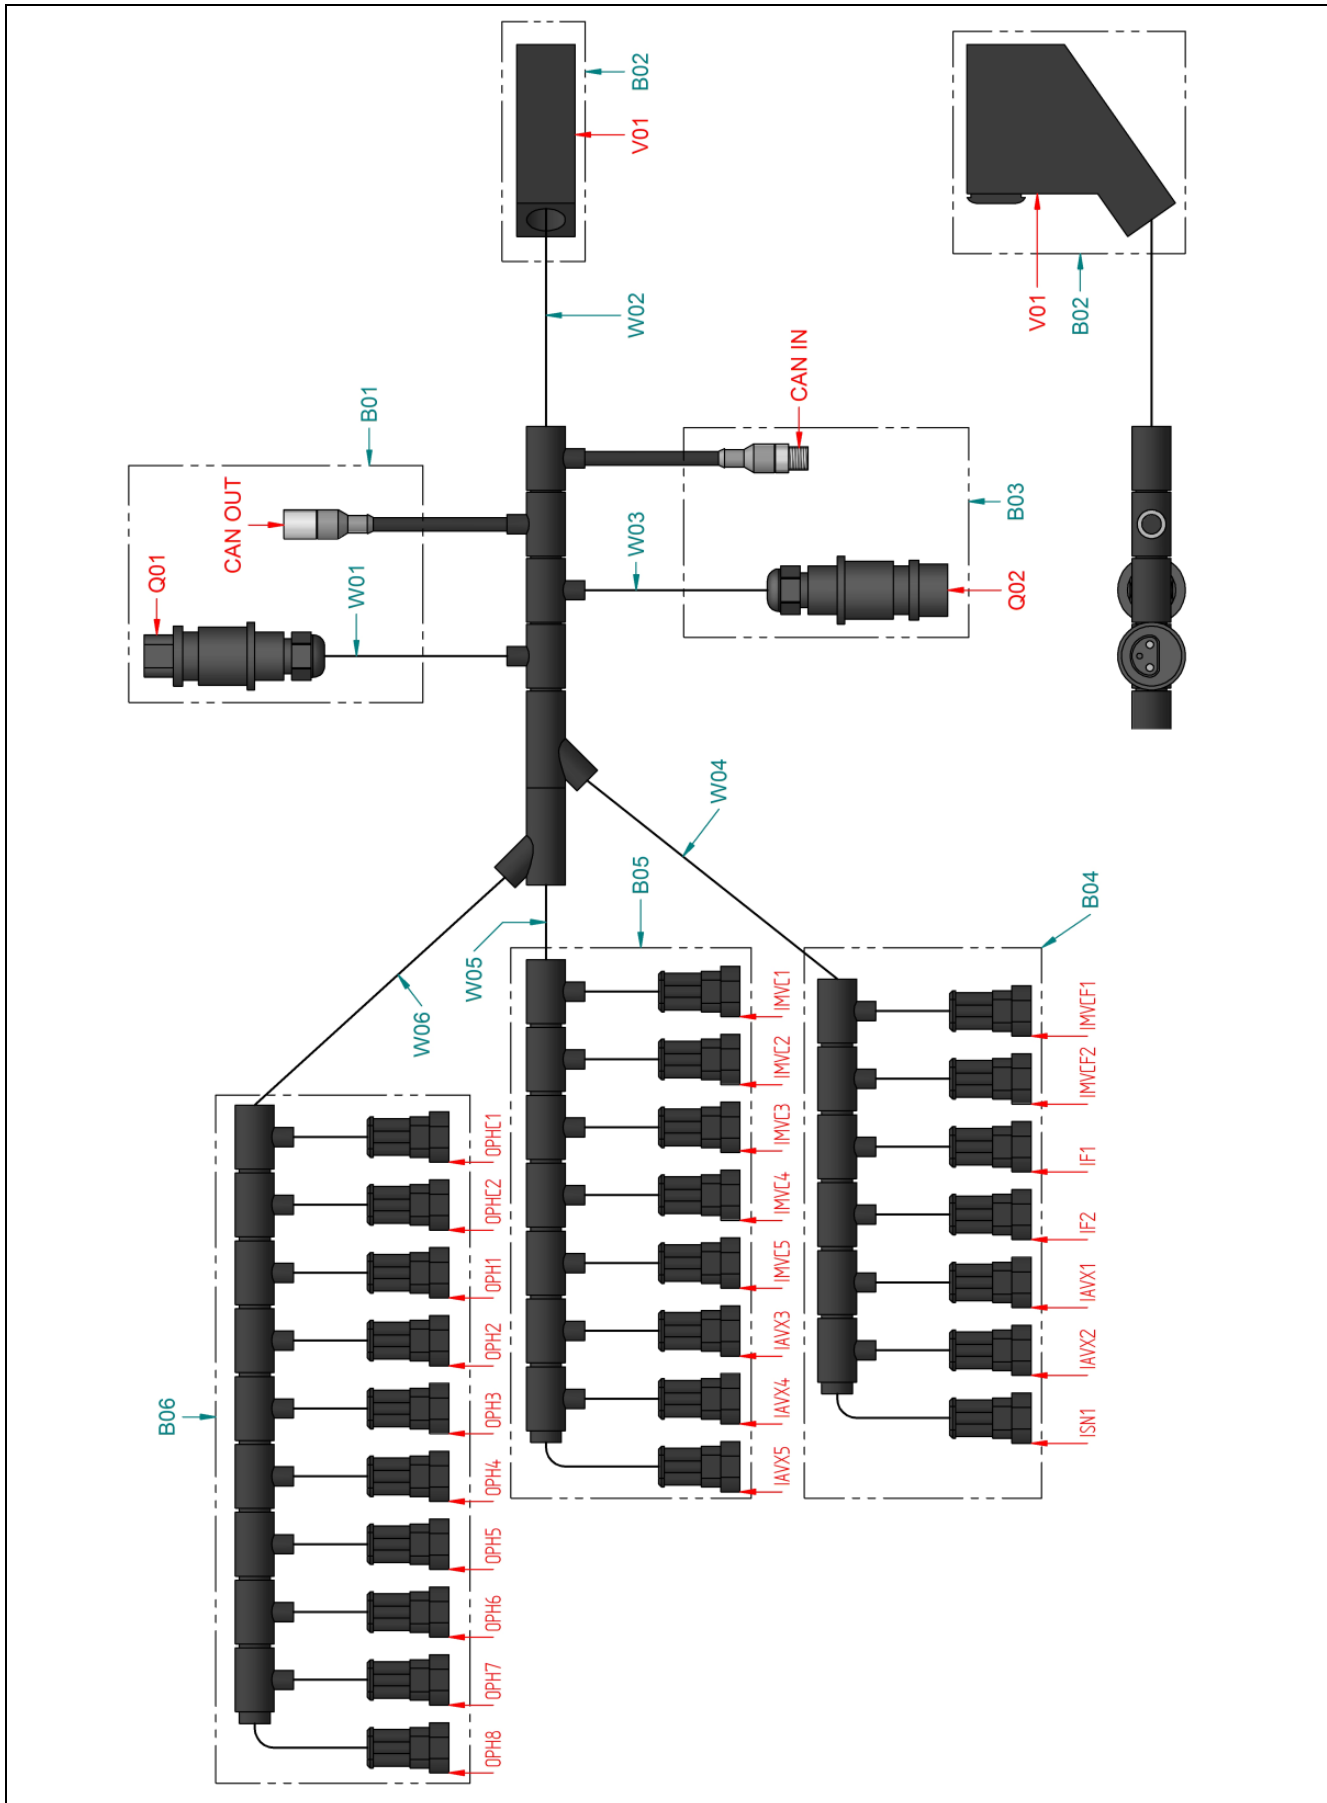 B02
V01
W02
CAN IN
B01
CAN OUT
Q01
W01
W03
B03
Q02
V01
B02
W04
B05
W05
W06
B04
B06
OPHC1
OPHC2
OPH1
OPH2
OPH3
OPH4
OPH5
OPH6
OPH7
OPH8
IMVC1
IMVC2
IMVC3
IMVC4
IMVC5
IAVX3
IAVX4
IAVX5
IMVCF1
IMVCF2
IF1
IF2
IAVX1
IAVX2
ISN1